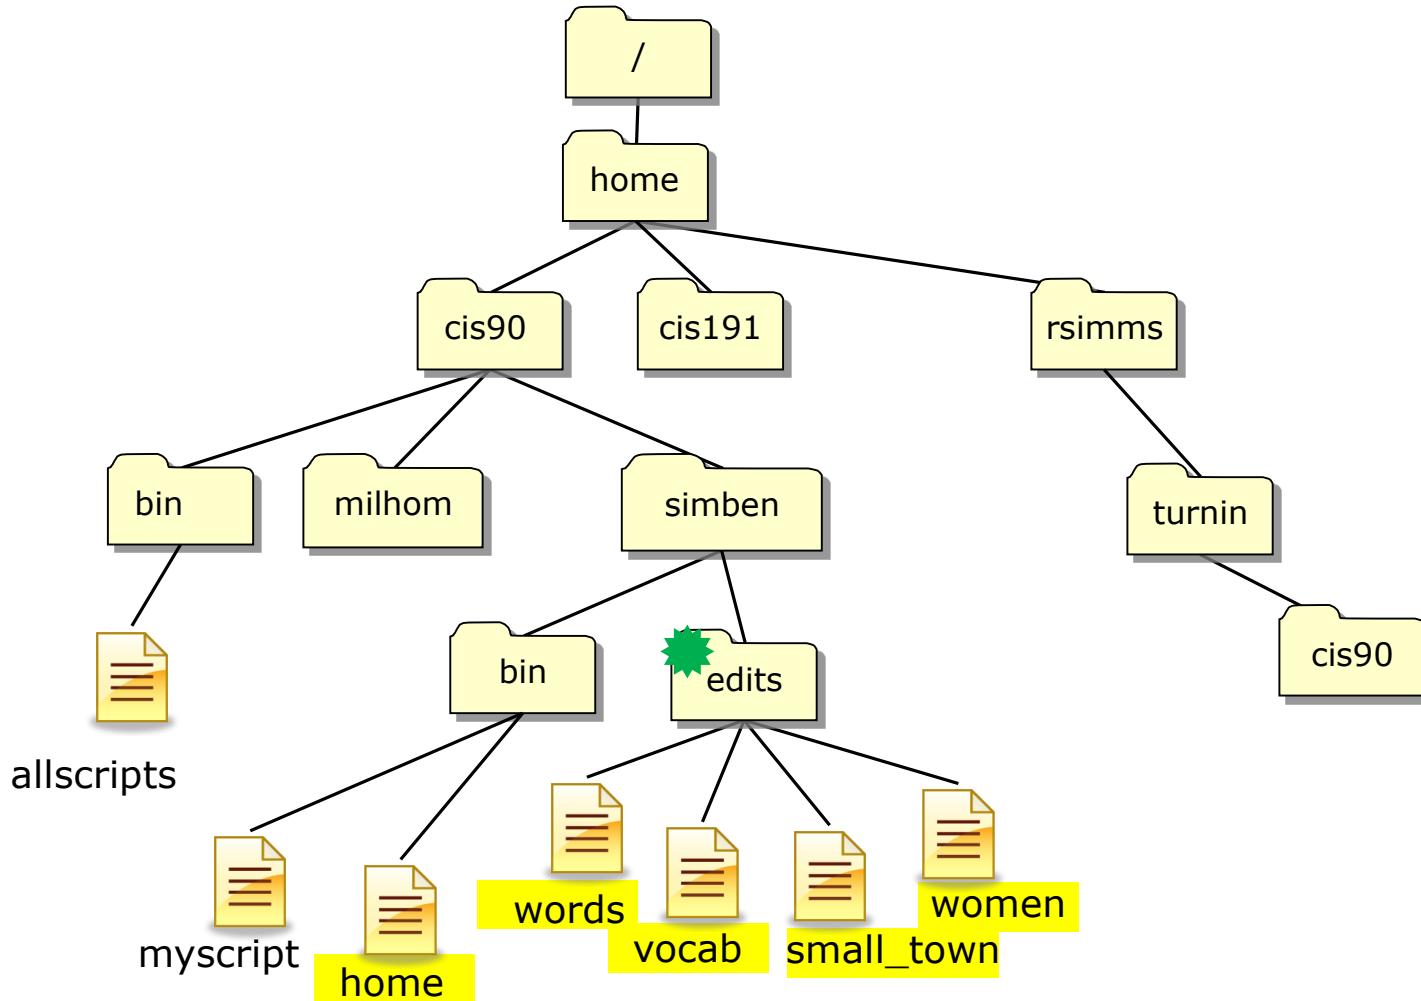 /
home
cis90
cis191
rsimms
bin
milhom
simben
turnin
bin
edits
cis90
allscripts
myscript
home
words
vocab
small_town
women